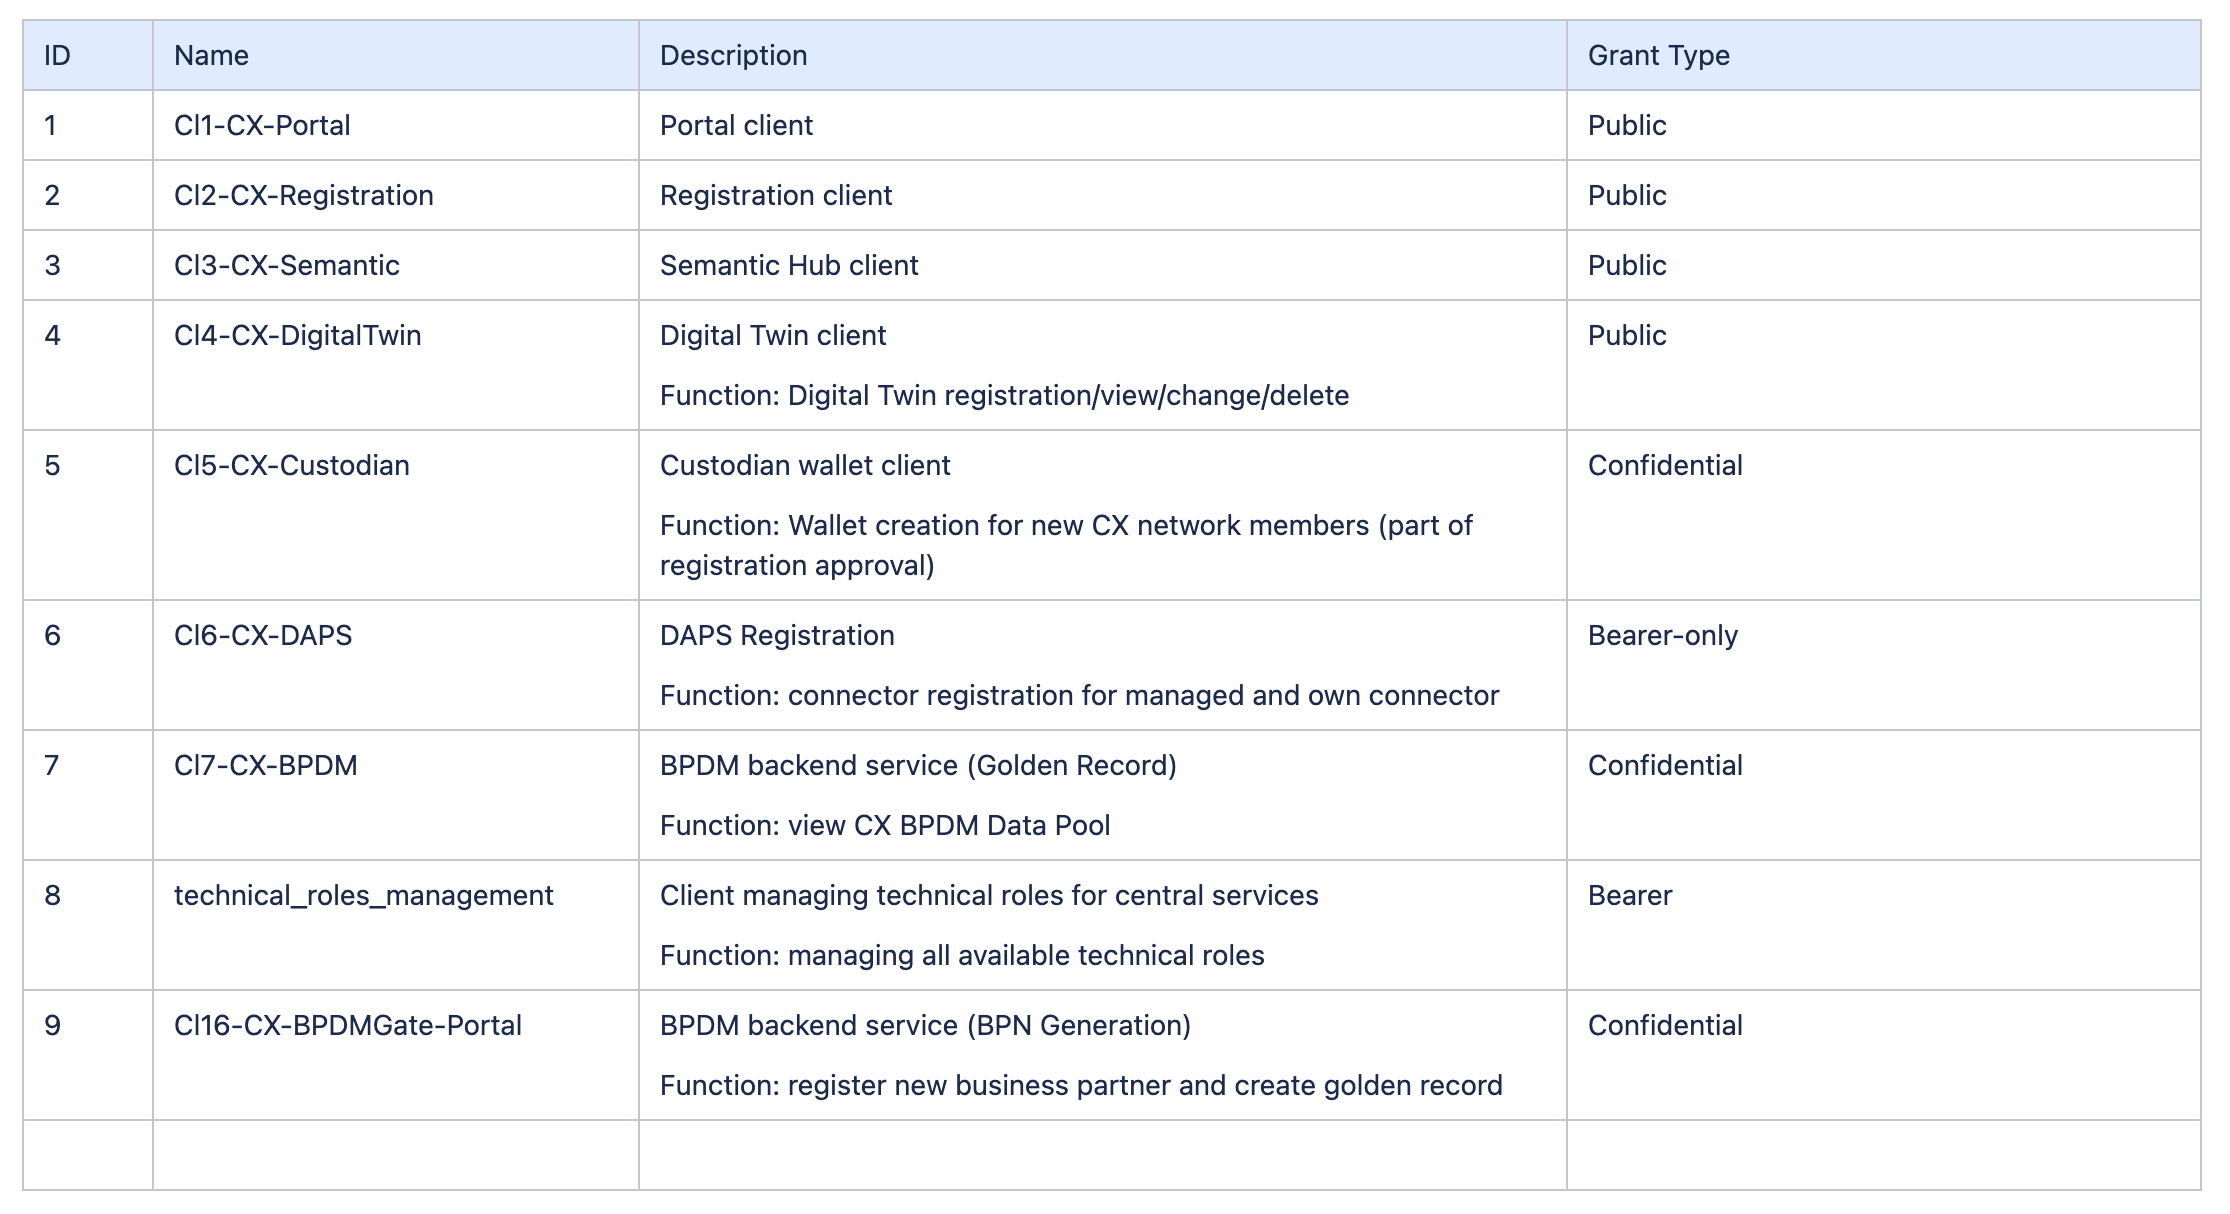 ID Name Description Grant Type
1 Cl1-CX-Portal Portal client Public
2 Cl2-CX-Registration Registration client Public
3 Cl3-CX-Semantic Semantic Hub client Public
4 Cl4-CX-DigitalTwin Digital Twin client Public
Function: Digital Twin registration/view/change/delete
5 Cl5-CX-Custodian Custodian wallet client Confidential
Function: Wallet creation for new CX network members (part of
registration approval)
6 Cl6-CX-DAPS DAPS Registration Bearer-only
Function: connector registration for managed and own connector
7 Cl7-CX-BPDM BPDM backend service (Golden Record) Confidential
Function: view CX BPDM Data Pool
8 technical_roles_management Client managing technical roles for central services Bearer
Function: managing all available technical roles
9 Cl16-CX-BPDMGate-Portal BPDM backend service (BPN Generation) Confidential
Function: register new business partner and create golden record